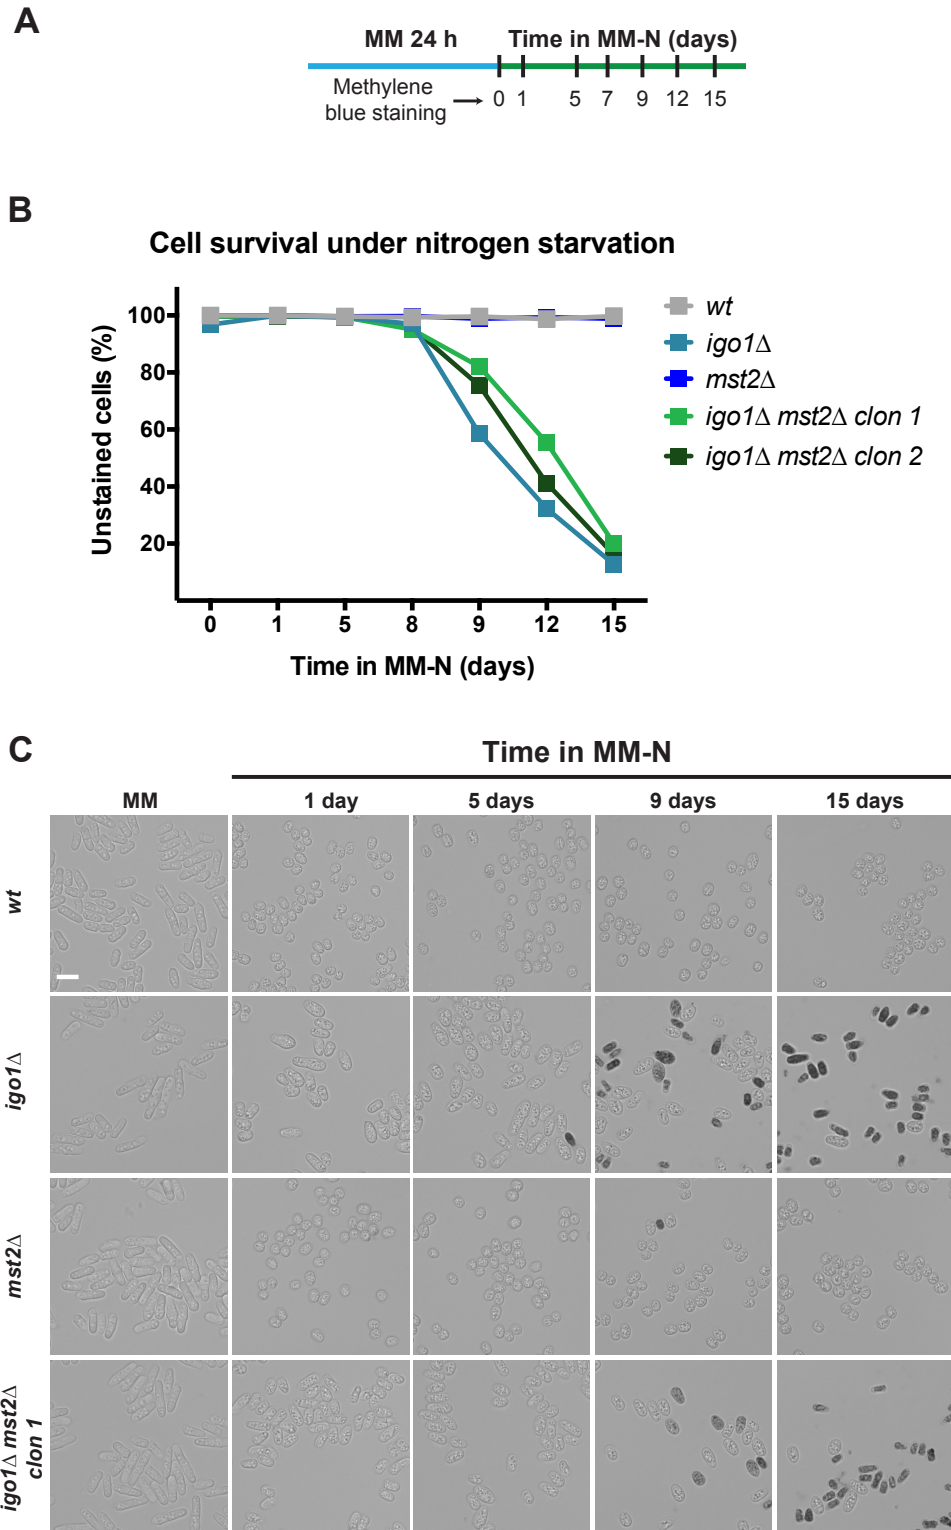 A
MM 24 h Time in MM-N (days)
Methylene
blue staining
0 1 5 7 9 12 15
B
Cell survival under nitrogen starvation
Unstained cells (%)
100
80
60
40
20
0 1 5 8 9 12 15
Time in MM-N (days)
wt
igo1Δ
mst2Δ
igo1Δ mst2Δ clon 1
igo1Δ mst2Δ clon 2
C
Time in MM-N
MM 1 day 5 days 9 days 15 days
wt
igo1Δ
mst2Δ
igo1Δ mst2Δ
clon 1